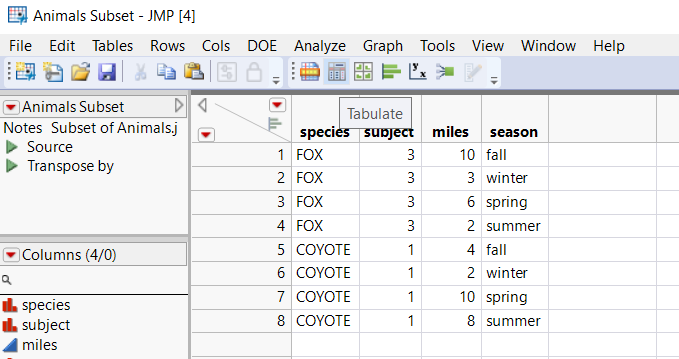 Animals Subset - JMP [4]
File Edit Tables Rows Cols DOE Analyze Graph Tools View Window Help
Animals Subset
Notes Subset of Animals.j
Source
Transpose by
Tabulate
species subject miles season
1 FOX 3 10 fall
2 FOX 3 3 winter
3 FOX 3 6 spring
4 FOX 3 2 summer
5 COYOTE 1 4 fall
6 COYOTE 1 2 winter
7 COYOTE 1 10 spring
8 COYOTE 1 8 summer
Columns (4/0)
species
subject
miles